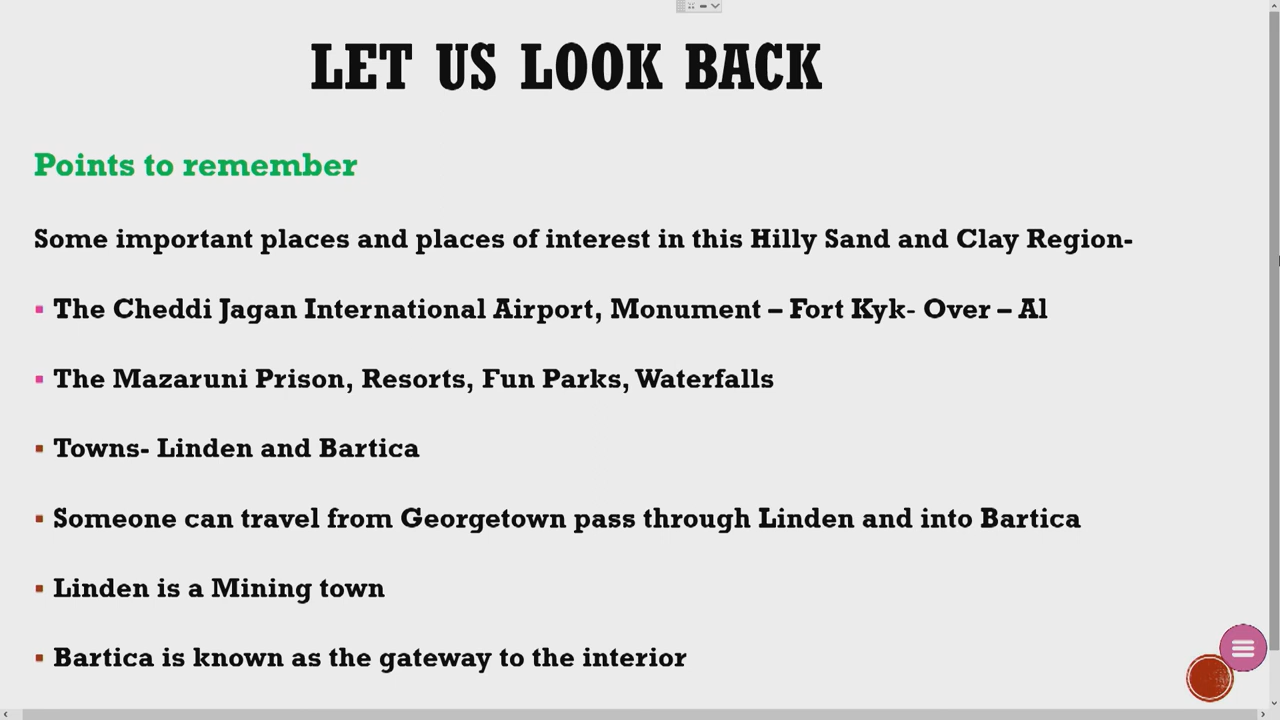 LET US LOOK BACK
Points to remember
Some important places and places of interest in this Hilly Sand and Clay Region-
▪ The Cheddi Jagan International Airport, Monument – Fort Kyk- Over – Al
▪ The Mazaruni Prison, Resorts, Fun Parks, Waterfalls
▪ Towns- Linden and Bartica
▪ Someone can travel from Georgetown pass through Linden and into Bartica
▪ Linden is a Mining town
▪ Bartica is known as the gateway to the interior